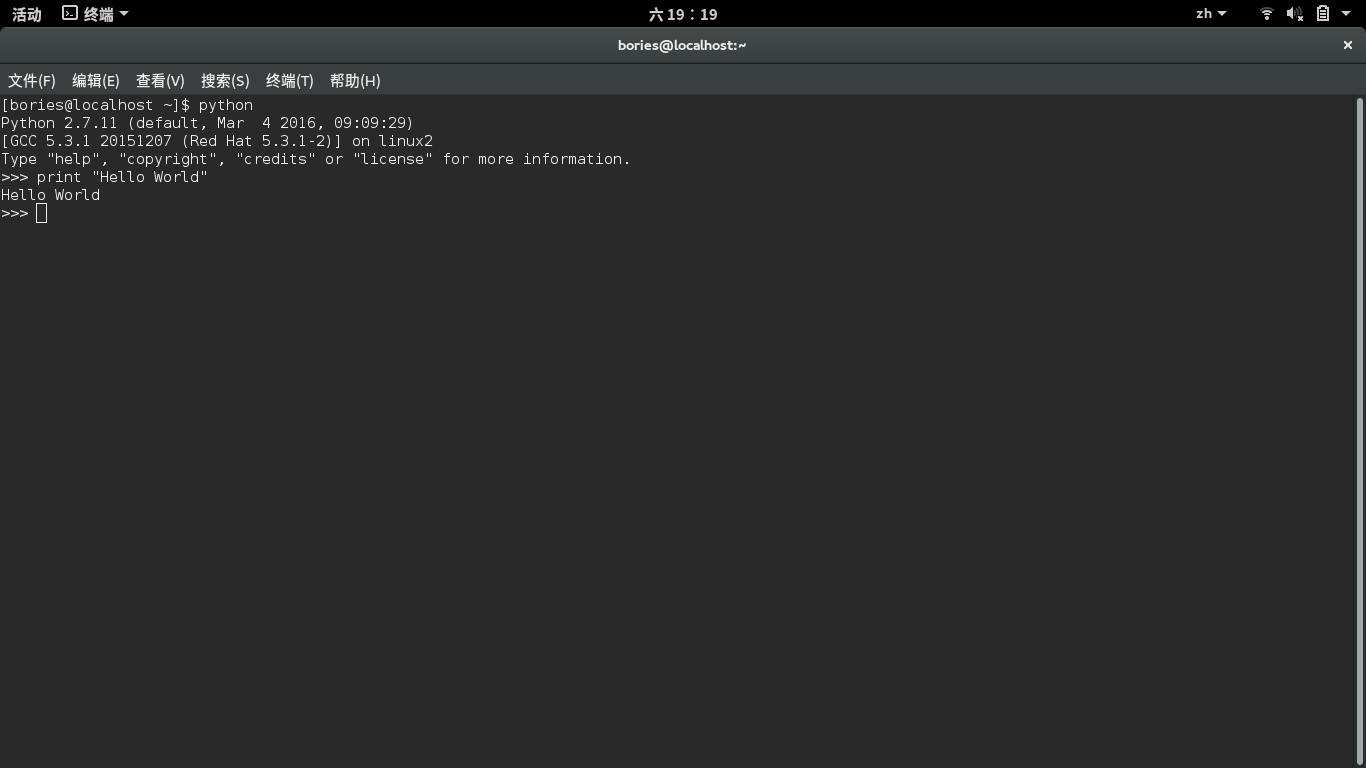 活动 终端 六 19：19 zh
bories@localhost:~
文件(F) 编辑(E) 查看(V) 搜索(S) 终端(T) 帮助(H)
[bories@localhost ~]$ python
Python 2.7.11 (default, Mar  4 2016, 09:09:29)
[GCC 5.3.1 20151207 (Red Hat 5.3.1-2)] on linux2
Type "help", "copyright", "credits" or "license" for more information.
>>> print "Hello World"
Hello World
>>>